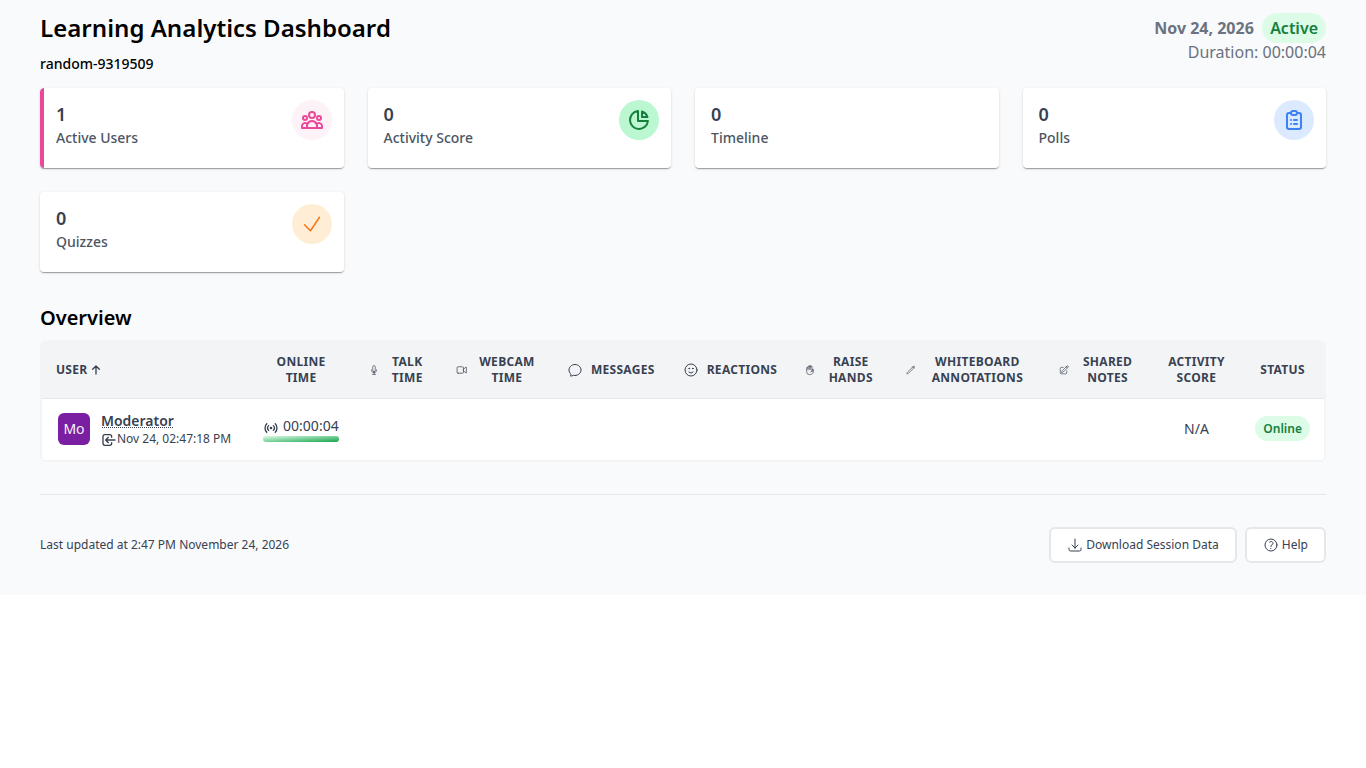 Learning Analytics Dashboard
Nov 24, 2026 Active
Duration: 00:00:04
random-9319509
1
Active Users
0
Activity Score
0
Timeline
0
Polls
0
Quizzes
Overview
USER
ONLINE TIME
TALK TIME
WEBCAM TIME
MESSAGES
REACTIONS
RAISE HANDS
WHITEBOARD ANNOTATIONS
SHARED NOTES
ACTIVITY SCORE
STATUS
Mo
Moderator
Nov 24, 02:47:18 PM
00:00:04
N/A
Online
Last updated at 2:47 PM November 24, 2026
Download Session Data
Help